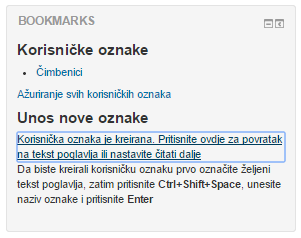 BOOKMARKS
Korisničke oznake
Čimbenici
Ažuriranje svih korisničkih oznaka
Unos nove oznake
Korisnička oznaka je kreirana. Pritisnite ovdje za povratak
na tekst poglavlja ili nastavite čitati dalje
Da biste kreirali korisničku oznaku prvo označite željeni
tekst poglavlja, zatim pritisnite Ctrl+Shift+Space, unesite
naziv oznake i pritisnite Enter